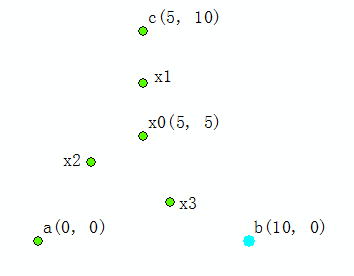 c(5, 10)
x1
x0(5, 5)
x2
x3
a(0, 0)
b(10, 0)